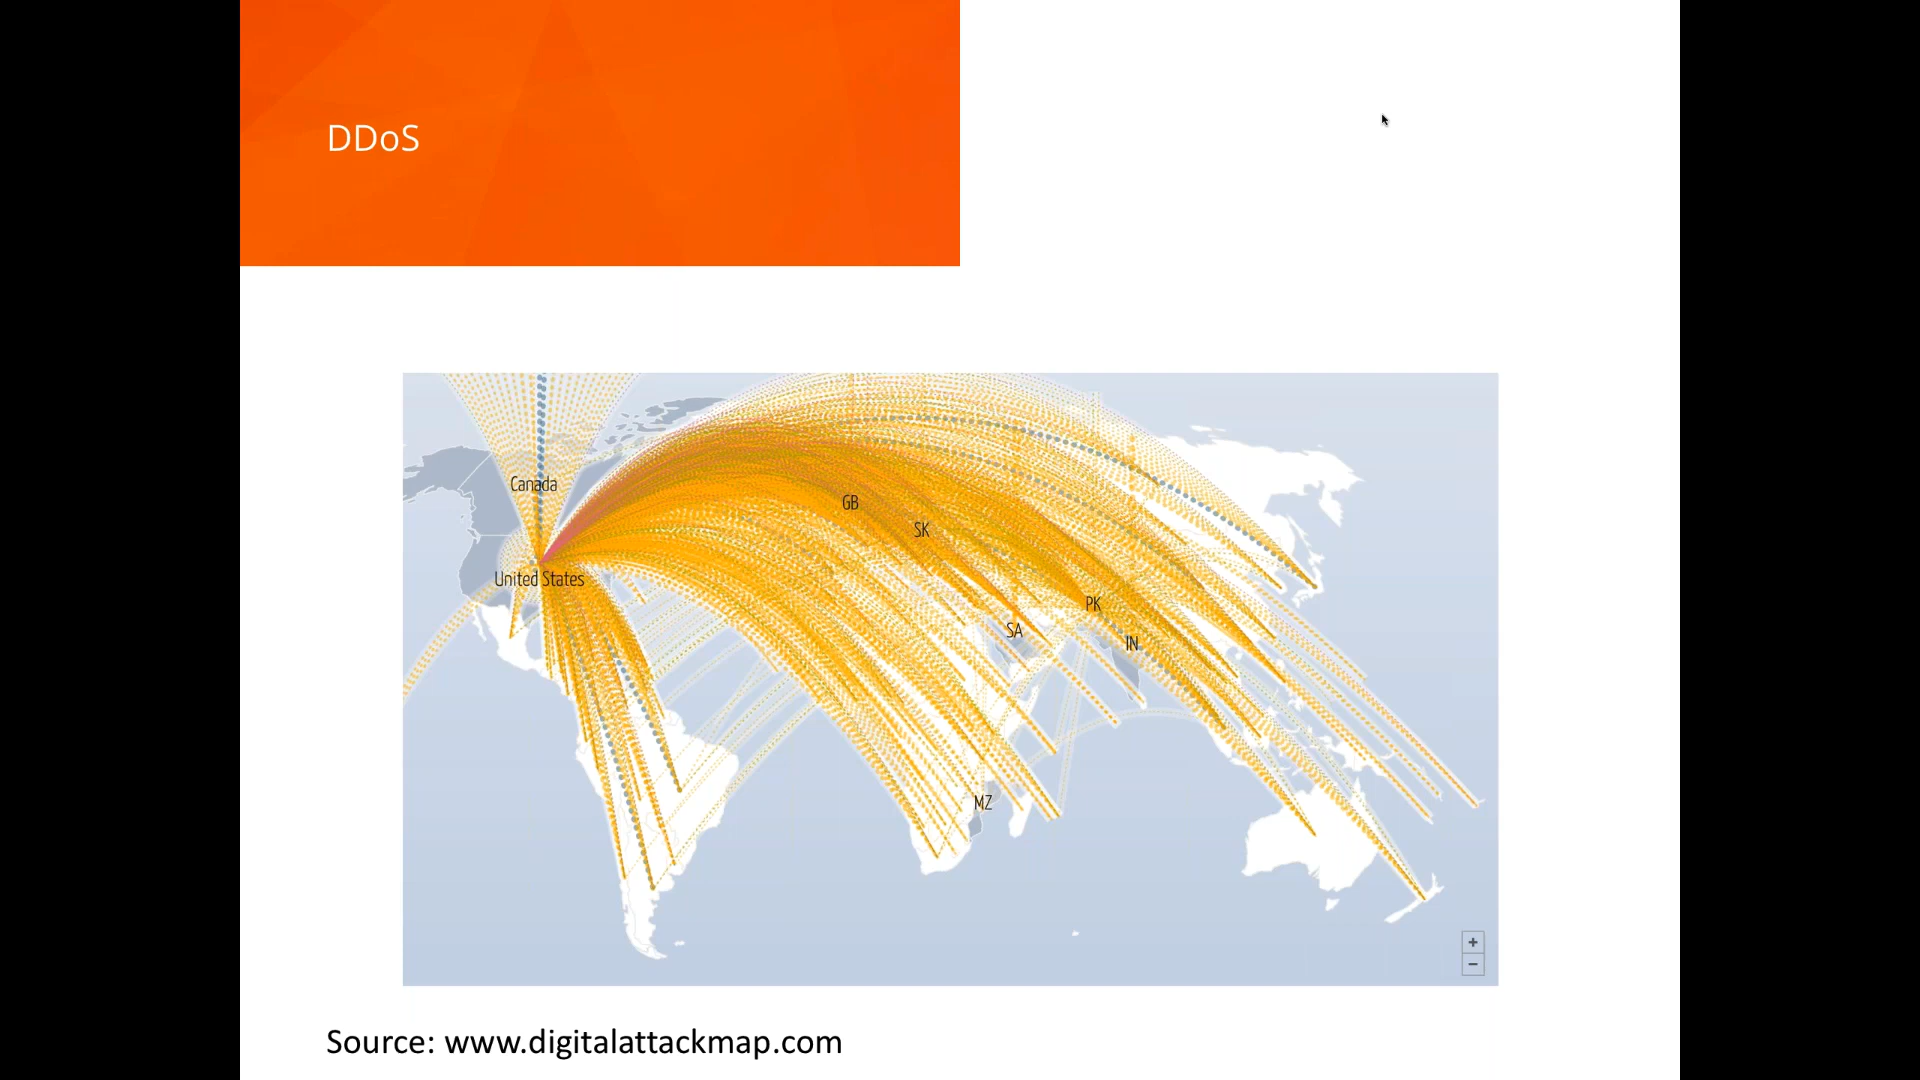 DDoS
Canada
GB
SK
United States
PK
SA
IN
MZ
+
−
Source: www.digitalattackmap.com